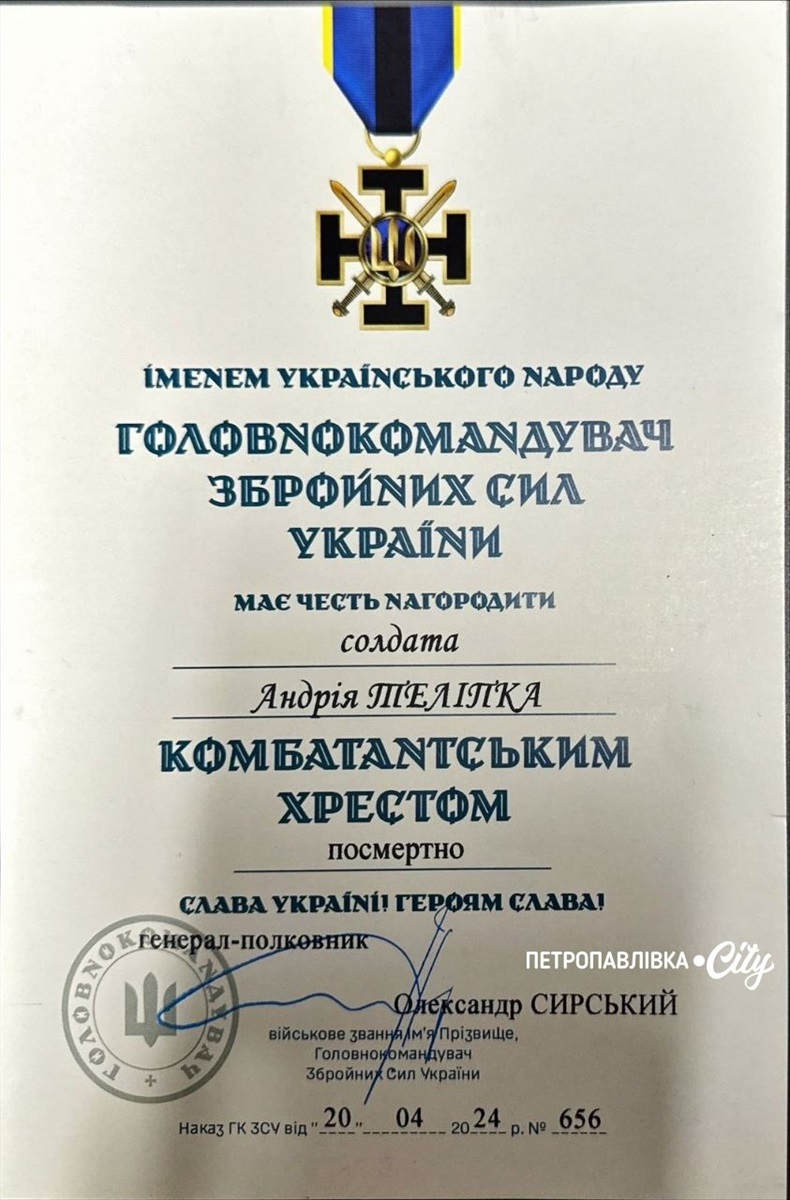 ІМЕНЕМ УКРАЇНСЬКОГО НАРОДУ
ГОЛОВНОКОМАНДУВАЧ
ЗБРОЙНИХ СИЛ
УКРАЇНИ
МАЄ ЧЕСТЬ НАГОРОДИТИ
солдата
Андрія ТЕЛІПКА
КОМБАТАНТСЬКИМ
ХРЕСТОМ
посмертно
СЛАВА УКРАЇНІ! ГЕРОЯМ СЛАВА!
генерал-полковник
ГОЛОВНОКОМАНДУВАЧ
ПЕТРОПАВЛІВКА •City
Олександр СИРСЬКИЙ
військове звання Ім'я Прізвище,
Головнокомандувач
Збройних Сил України
Наказ ГК ЗСУ від "20" 04 2024 р. № 656